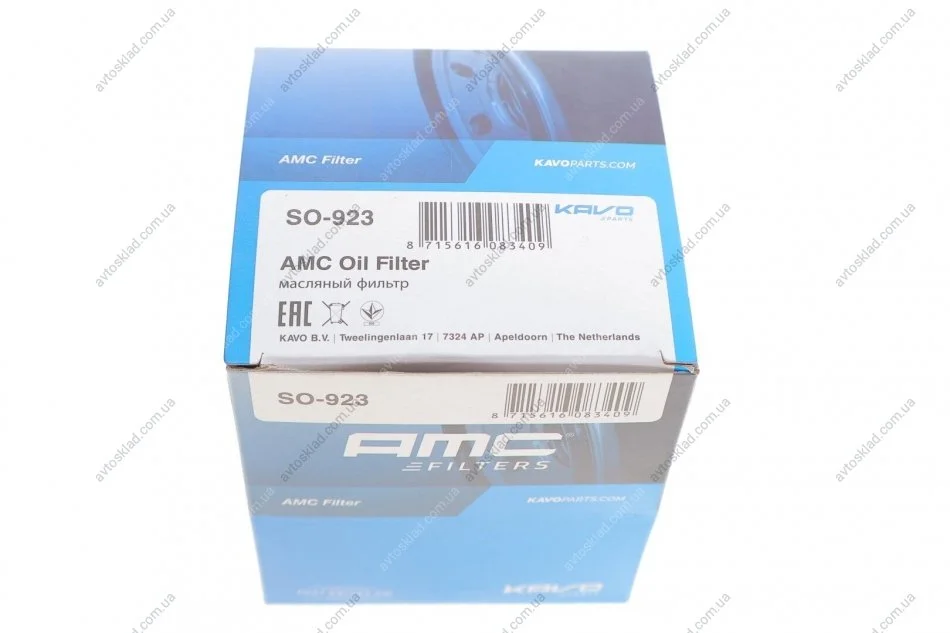 AMC Filter
KAVOPARTS.COM
SO-923
8 715616 083409
KAVO
PARTS
AMC Oil Filter
масляный фильтр
EAC
KAVO B.V. | Tweelingenlaan 17 | 7324 AP | Apeldoorn | The Netherlands
SO-923
8 715616 083409
AMC
FILTERS
AMC Filter
KAVOPARTS.COM
KAVO
avtosklad.com.ua